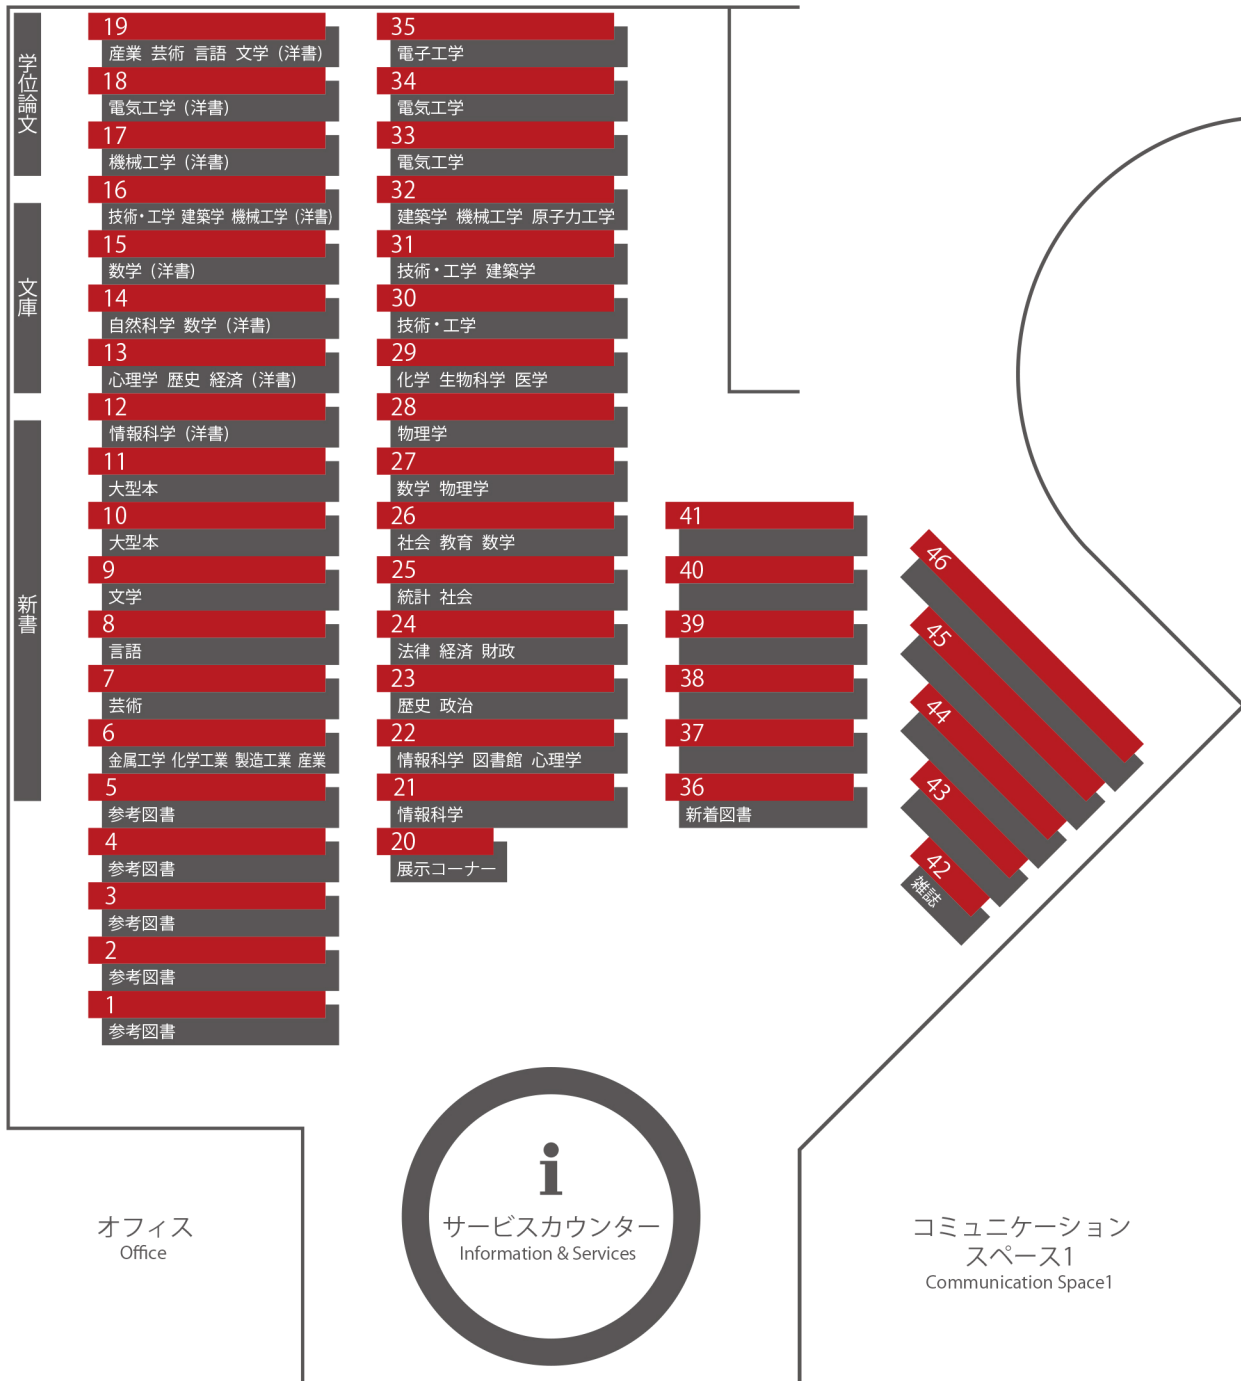 学位論文
文庫
新書
19
産業 芸術 言語 文学 (洋書)
18
電気工学 (洋書)
17
機械工学 (洋書)
16
技術・工学 建築学 機械工学 (洋書)
15
数学 (洋書)
14
自然科学 数学 (洋書)
13
心理学 歴史 経済 (洋書)
12
情報科学 (洋書)
11
大型本
10
大型本
9
文学
8
言語
7
芸術
6
金属工学 化学工業 製造工業 産業
5
参考図書
4
参考図書
3
参考図書
2
参考図書
1
参考図書
35
電子工学
34
電気工学
33
電気工学
32
建築学 機械工学 原子力工学
31
技術・工学 建築学
30
技術・工学
29
化学 生物科学 医学
28
物理学
27
数学 物理学
26
社会 教育 数学
25
統計 社会
24
法律 経済 財政
23
歴史 政治
22
情報科学 図書館 心理学
21
情報科学
20
展示コーナー
41
40
39
38
37
36
新着図書
46
45
44
43
42
雑誌
オフィス
Office
i
サービスカウンター
Information & Services
コミュニケーション
スペース1
Communication Space1